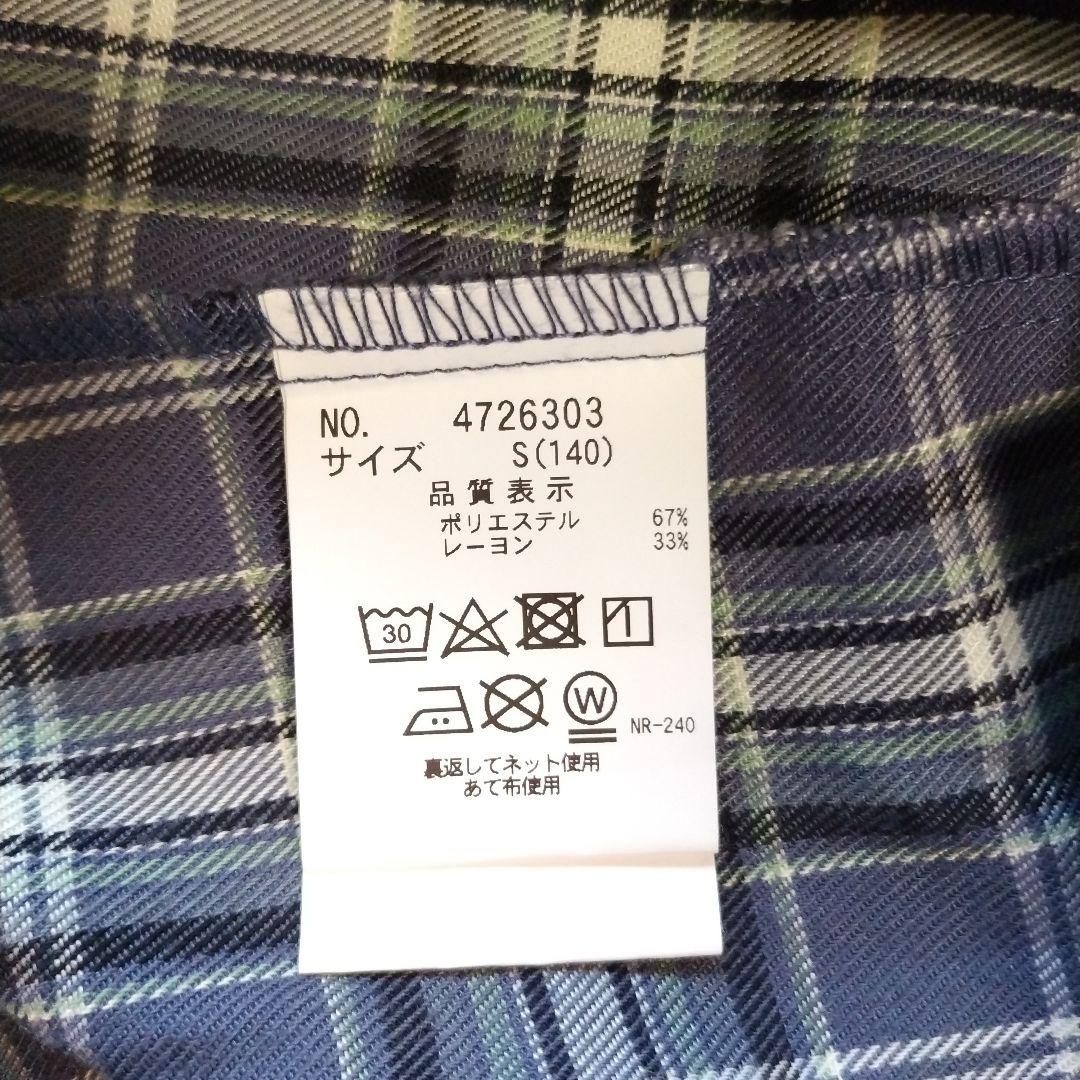 NO. 4726303
サイズ S(140)
品質表示
ポリエステル 67%
レーヨン 33%
30
W NR-240
裏返してネット使用
あて布使用